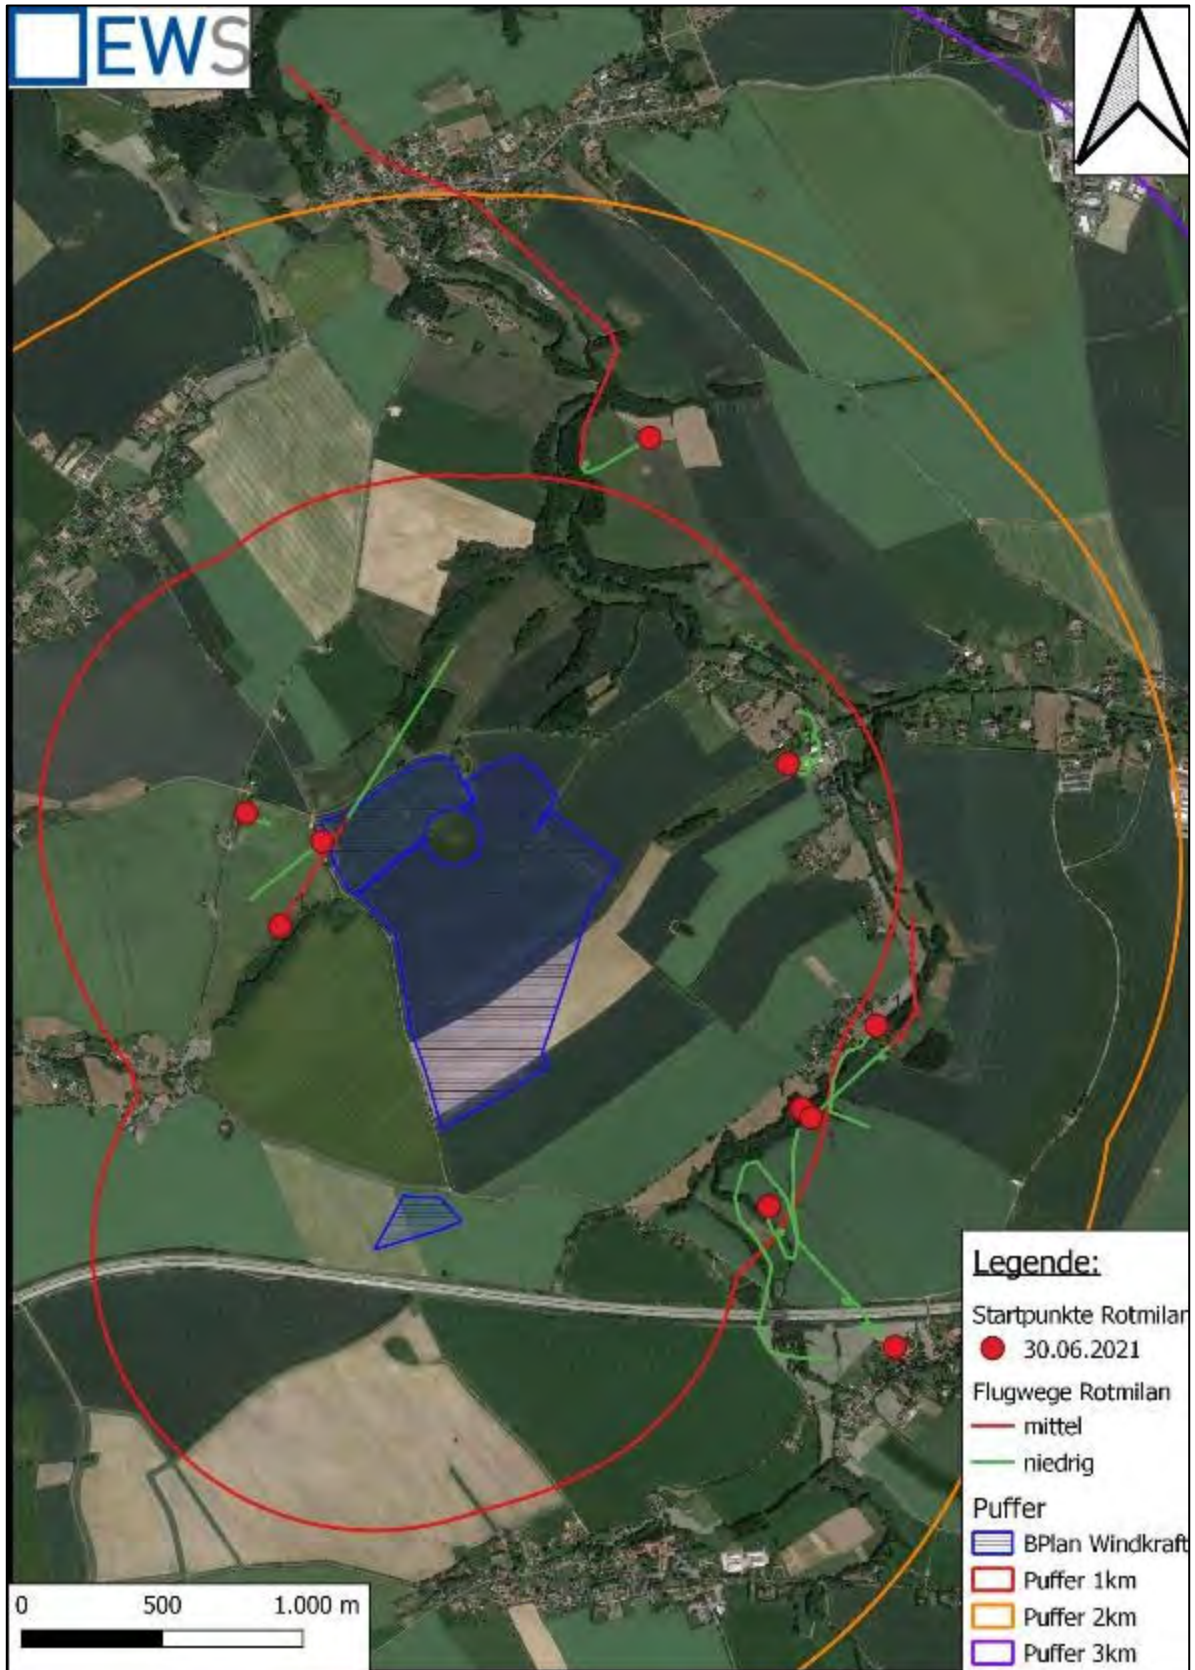 EWS
Legende:
Startpunkte Rotmilan
30.06.2021
Flugwege Rotmilan
mittel
niedrig
Puffer
BPlan Windkraft
Puffer 1km
Puffer 2km
Puffer 3km
0 500 1.000 m